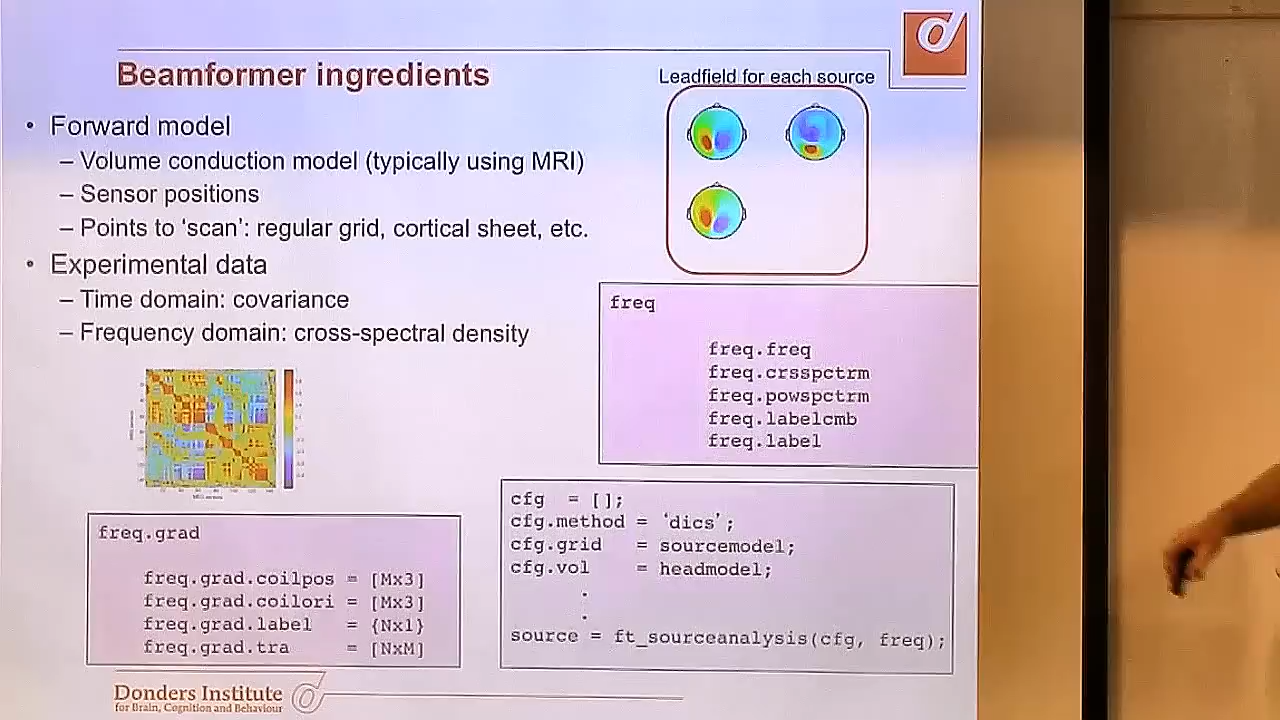 Beamformer ingredients
Leadfield for each source
• Forward model
– Volume conduction model (typically using MRI)
– Sensor positions
– Points to ‘scan’: regular grid, cortical sheet, etc.
• Experimental data
– Time domain: covariance
– Frequency domain: cross-spectral density
freq
freq.freq
freq.crsspctrm
freq.powspctrm
freq.labelcmb
freq.label
freq.grad
freq.grad.coilpos = [Mx3]
freq.grad.coilori = [Mx3]
freq.grad.label = {Nx1}
freq.grad.tra = [NxM]
cfg = [];
cfg.method = ‘dics’;
cfg.grid = sourcemodel;
cfg.vol = headmodel;
.
.
source = ft_sourceanalysis(cfg, freq);
Donders Institute
for Brain, Cognition and Behaviour